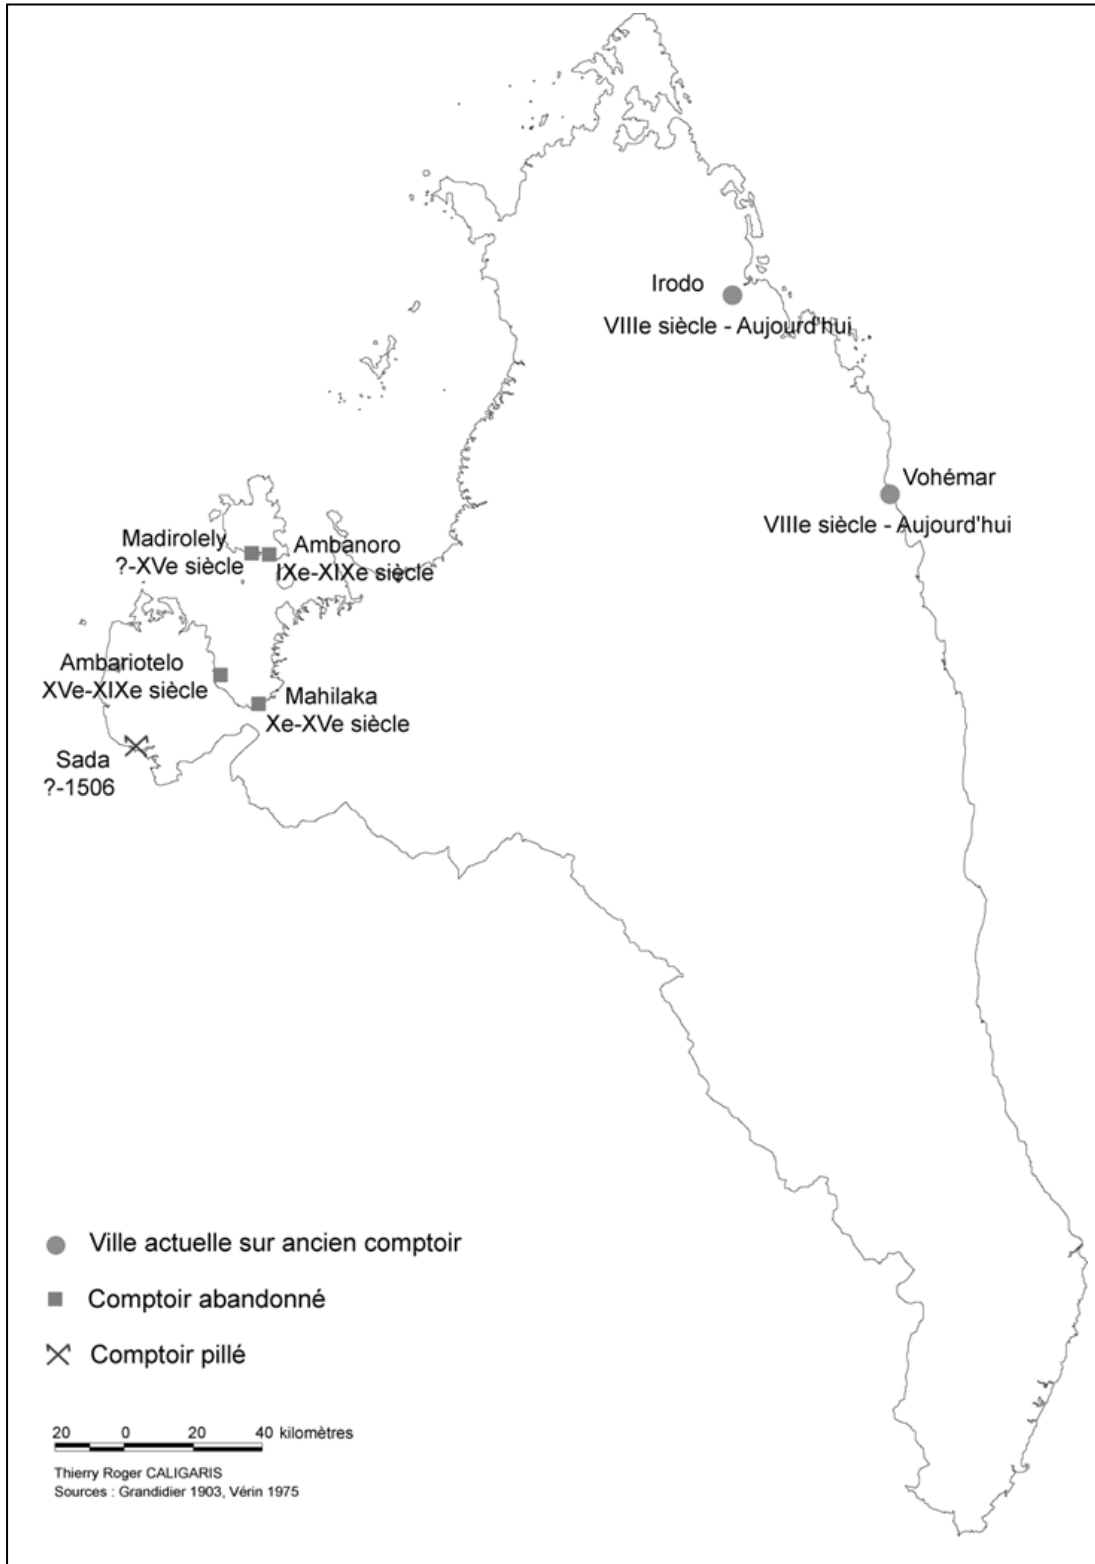 Irodo
VIIIe siècle - Aujourd'hui
Vohémar
VIIIe siècle - Aujourd'hui
Madirolely
?-XVe siècle
Ambanoro
IXe-XIXe siècle
Ambariotelo
XVe-XIXe siècle
Mahilaka
Xe-XVe siècle
Sada
?-1506
Ville actuelle sur ancien comptoir
Comptoir abandonné
Comptoir pillé
20 0 20 40 kilomètres
Thierry Roger CALIGARIS
Sources : Grandidier 1903, Vérin 1975